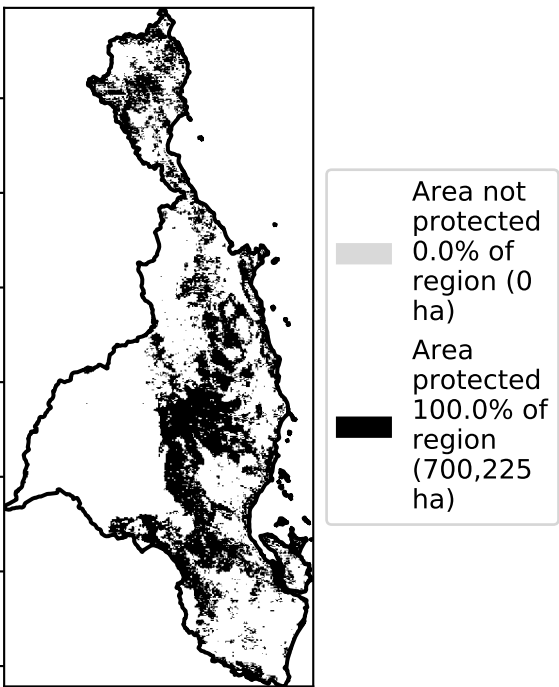 Area not
protected
0.0% of
region (0
ha)
Area
protected
100.0% of
region
(700,225
ha)